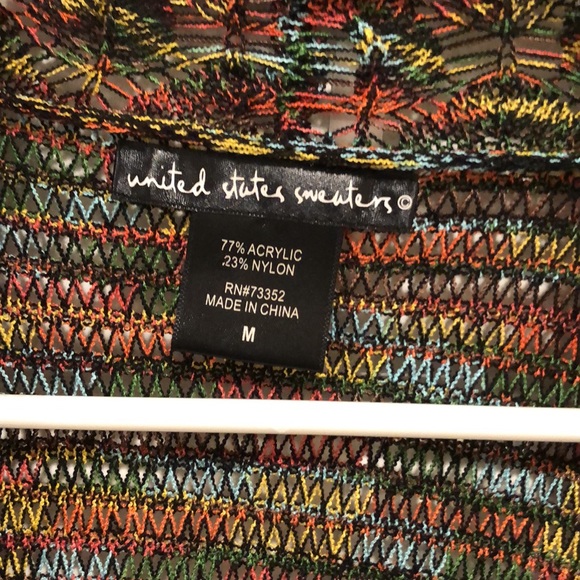 united states sweaters ©
77% ACRYLIC
.23% NYLON
RN#73352
MADE IN CHINA
M